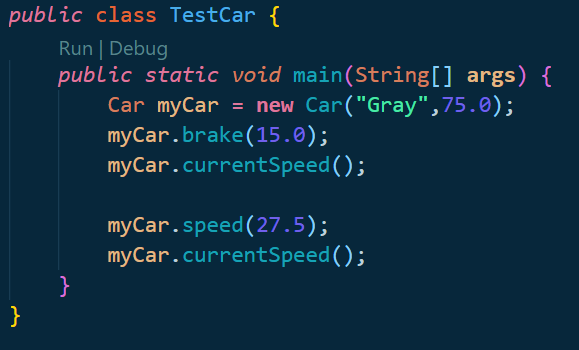 public class TestCar {
Run | Debug
public static void main(String[] args) {
Car myCar = new Car("Gray",75.0);
myCar.brake(15.0);
myCar.currentSpeed();
myCar.speed(27.5);
myCar.currentSpeed();
}
}